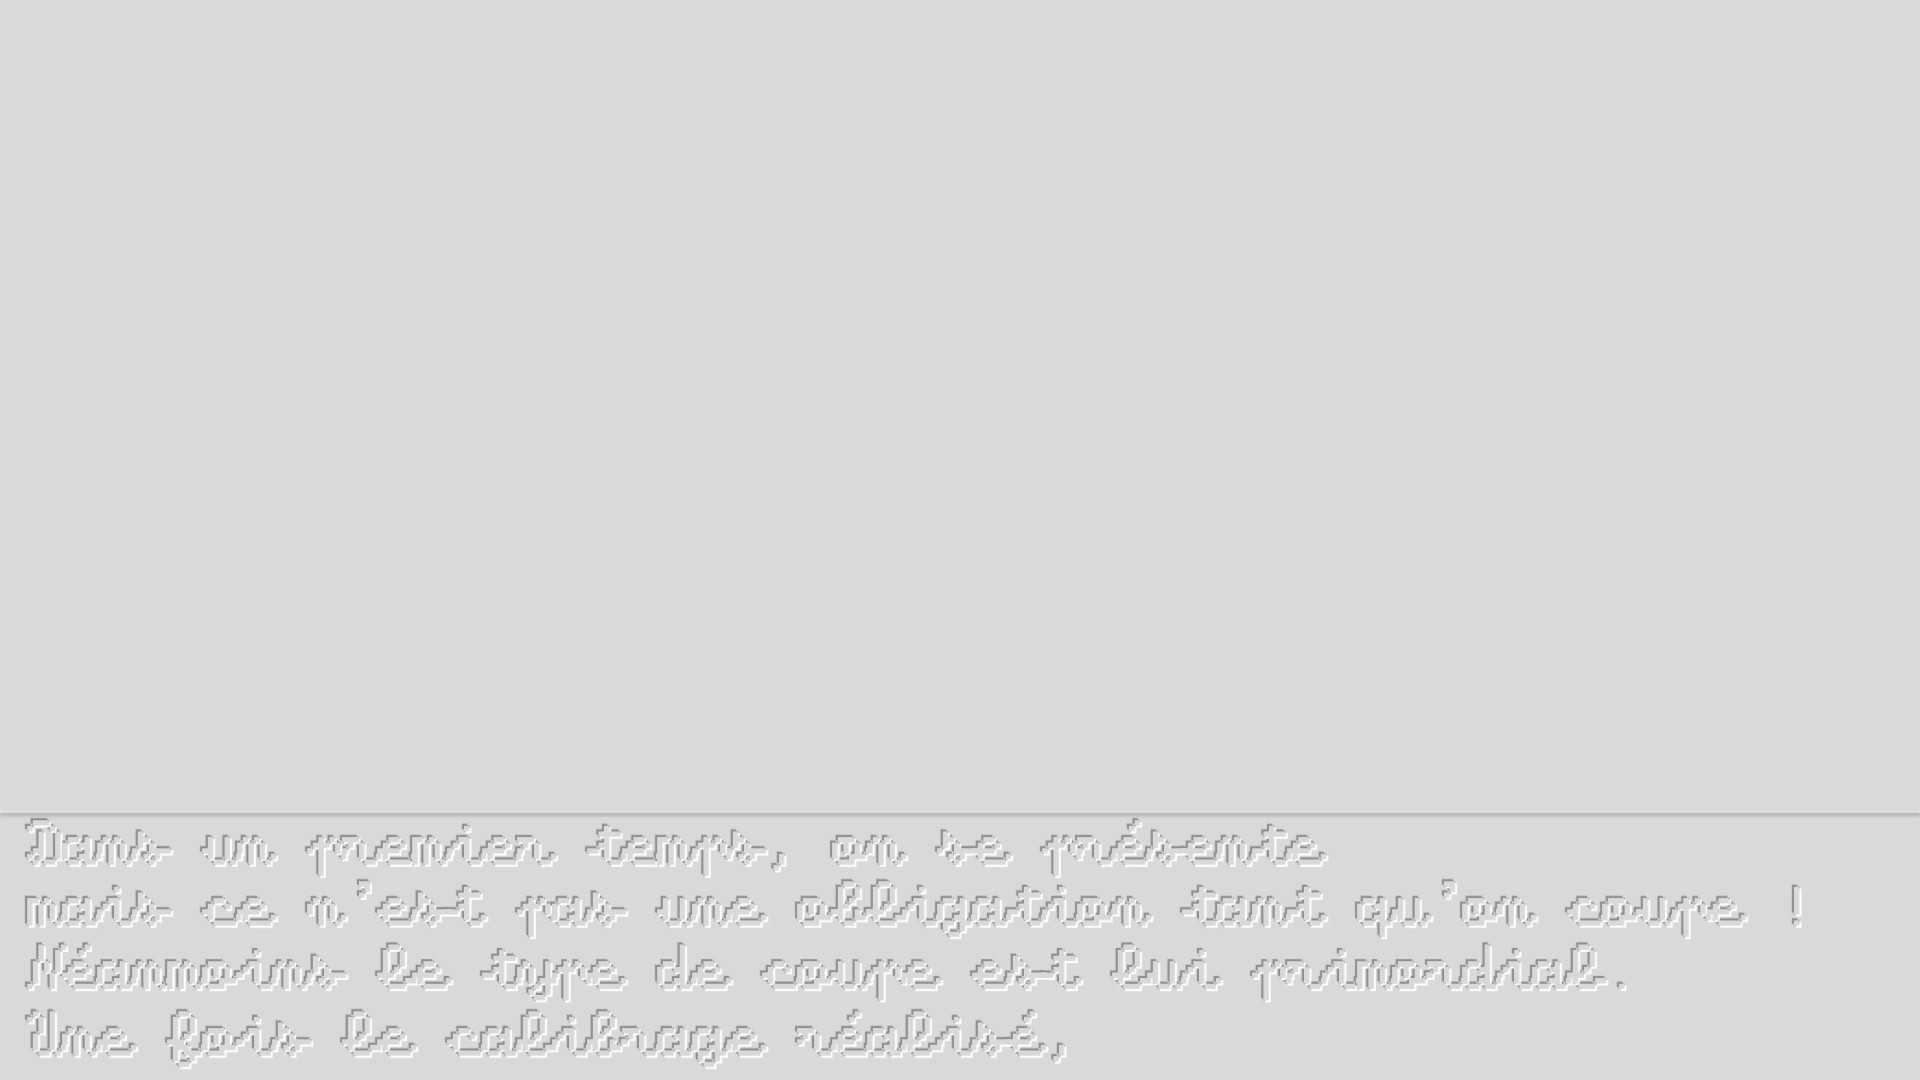 Dans un premier temps, on se présente
mais ce n'est pas une obligation tant qu'on coupe !
Néanmoins le type de coupe est lui primordial.
Une fois le calibrage réalisé,